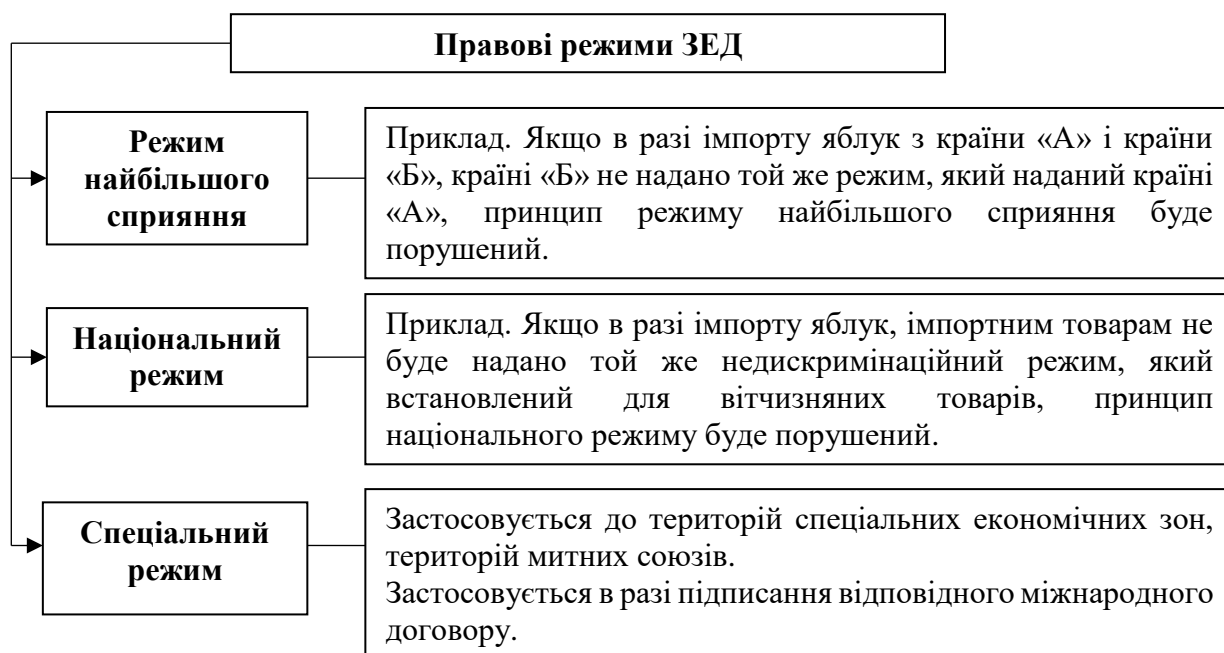 Правові режими ЗЕД
Режим
найбільшого
сприяння
Приклад. Якщо в разі імпорту яблук з країни «А» і країни
«Б», країні «Б» не надано той же режим, який наданий країні
«А», принцип режиму найбільшого сприяння буде
порушений.
Національний
режим
Приклад. Якщо в разі імпорту яблук, імпортним товарам не
буде надано той же недискримінаційний режим, який
встановлений для вітчизняних товарів, принцип
національного режиму буде порушений.
Спеціальний
режим
Застосовується до територій спеціальних економічних зон,
територій митних союзів.
Застосовується в разі підписання відповідного міжнародного
договору.